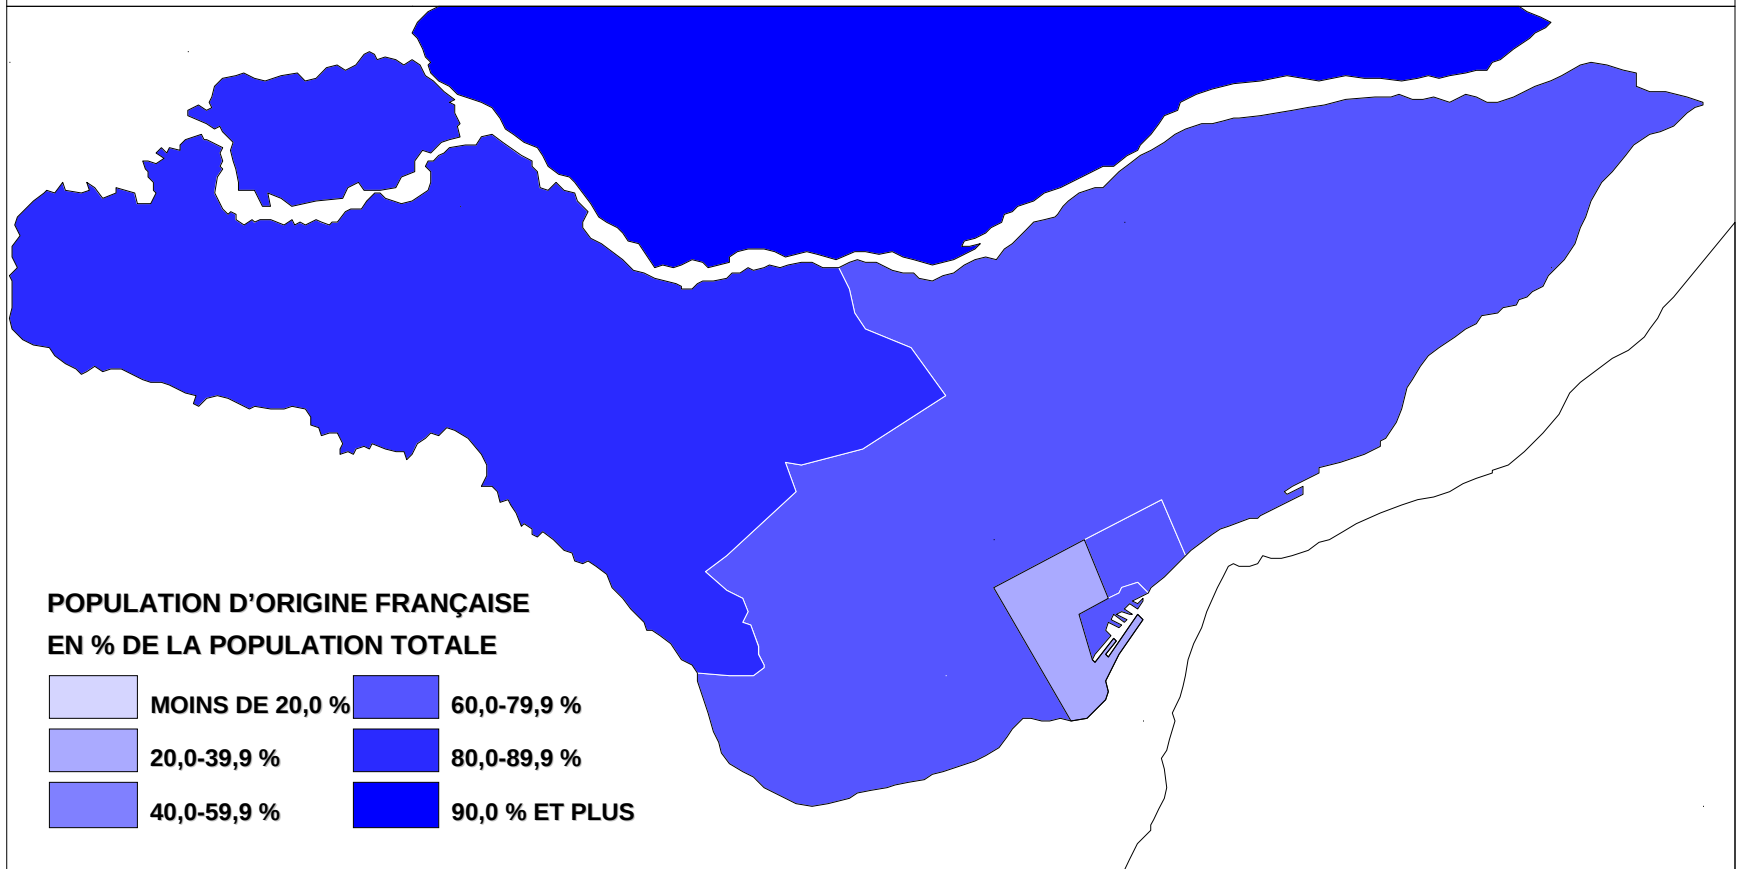 POPULATION D’ORIGINE FRANÇAISE
EN % DE LA POPULATION TOTALE
MOINS DE 20,0 %
20,0-39,9 %
40,0-59,9 %
60,0-79,9 %
80,0-89,9 %
90,0 % ET PLUS